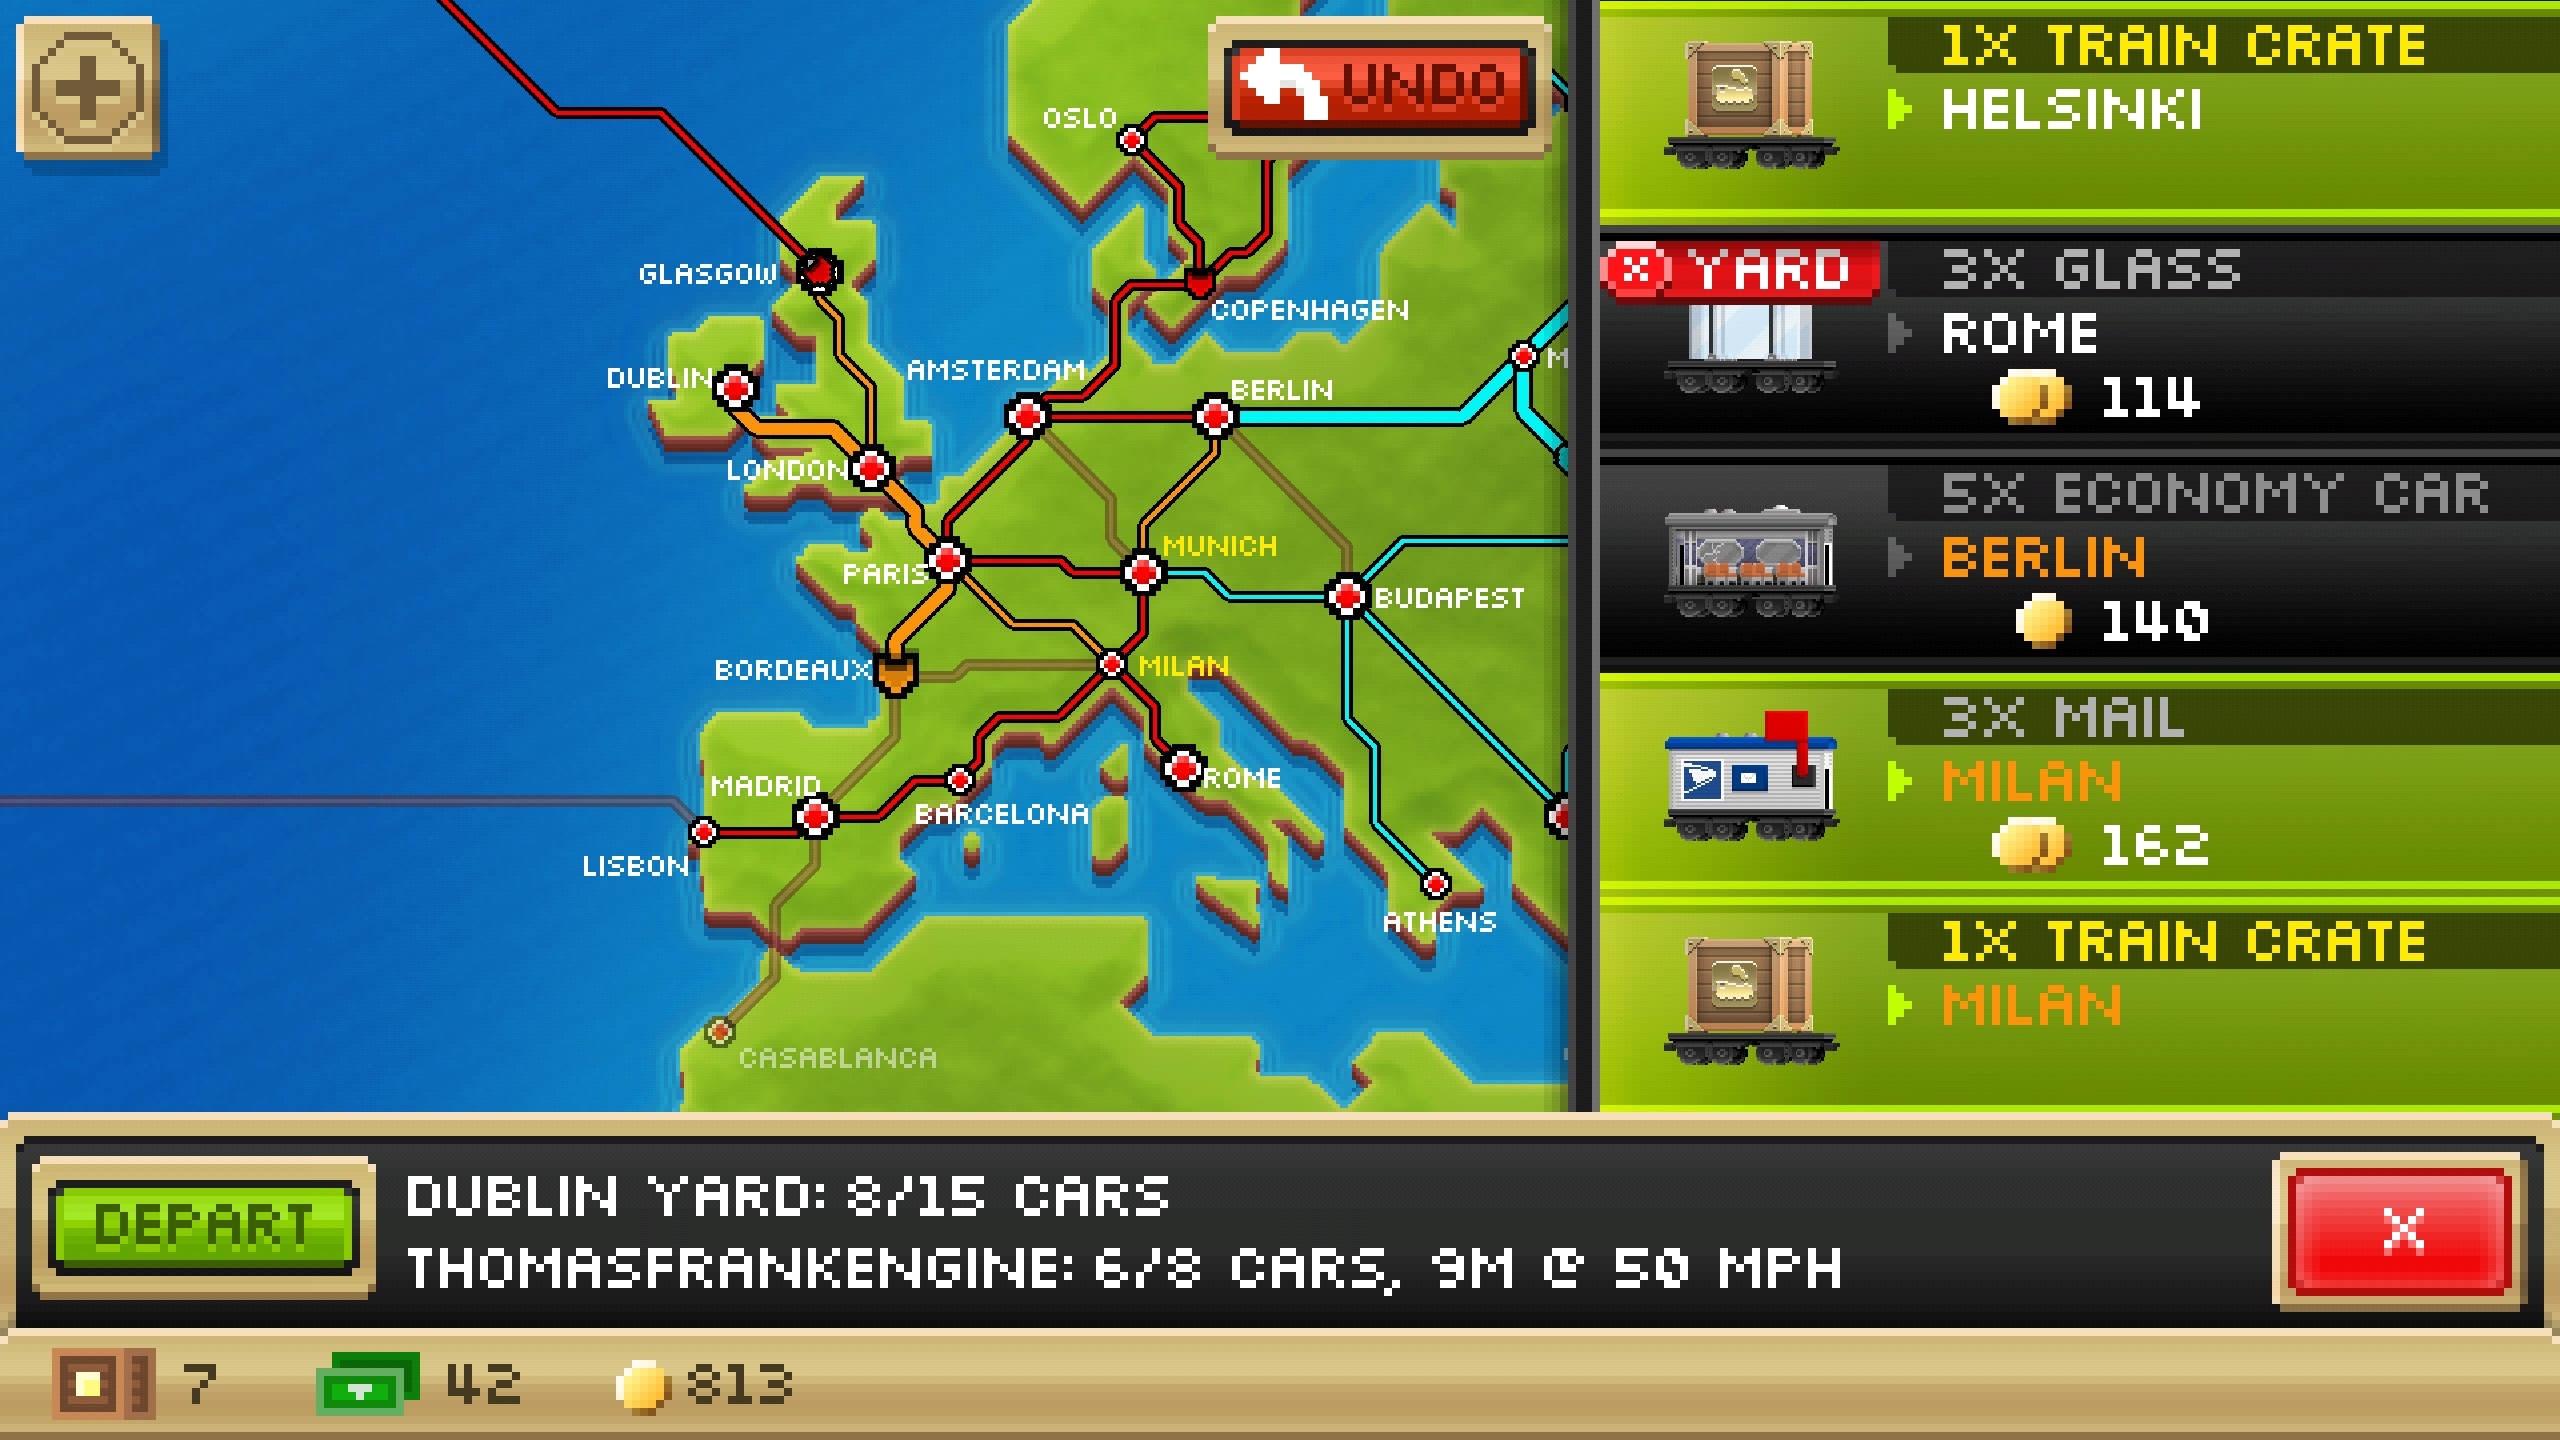 UNDO
OSLO
GLASGOW
COPENHAGEN
DUBLIN
AMSTERDAM
BERLIN
M
LONDON
MUNICH
PARIS
BUDAPEST
BORDEAUX
MILAN
MADRID
ROME
BARCELONA
LISBON
ATHENS
CASABLANCA
1X TRAIN CRATE
HELSINKI
X YARD
3X GLASS
ROME
114
5X ECONOMY CAR
BERLIN
140
3X MAIL
MILAN
162
1X TRAIN CRATE
MILAN
DEPART
DUBLIN YARD: 8/15 CARS
THOMASFRANKENGINE: 6/8 CARS, 9M @ 50 MPH
X
7
42
813